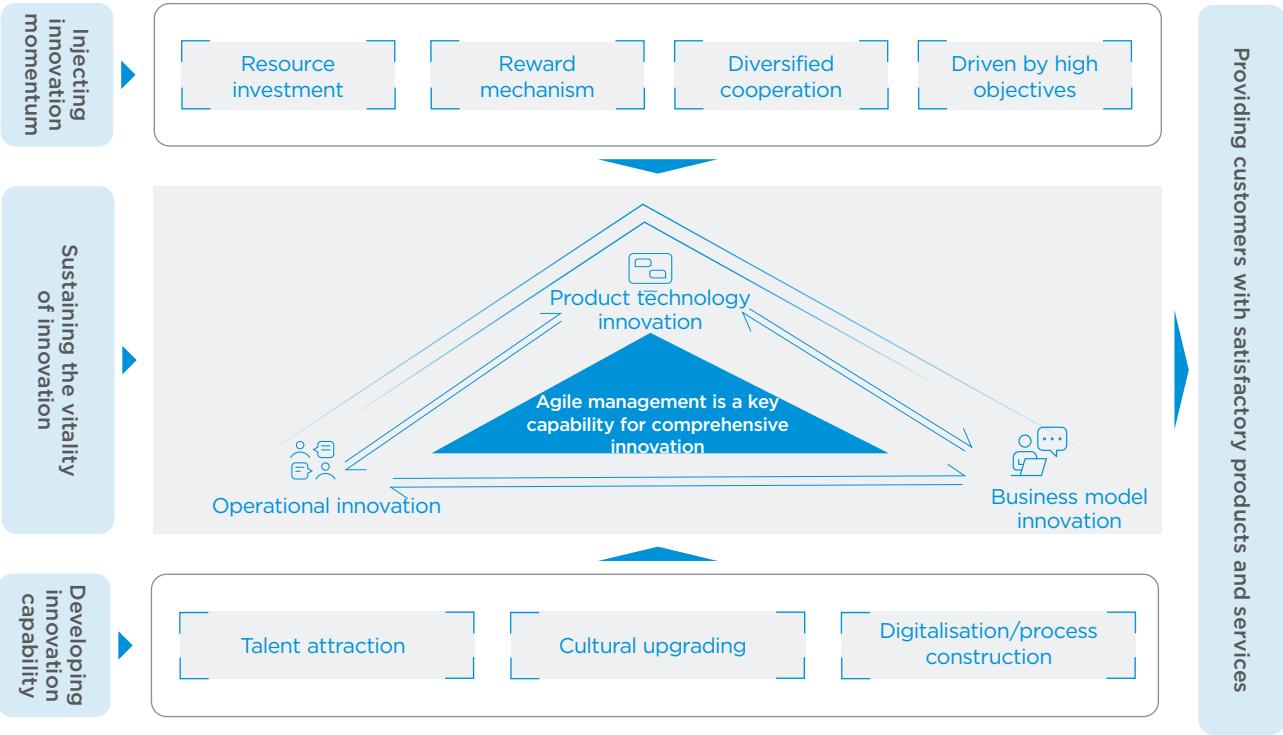 Injecting
innovation
momentum
Resource
investment
Reward
mechanism
Diversified
cooperation
Driven by high
objectives
Sustaining the vitality
of innovation
Product technology
innovation
Agile management is a key
capability for comprehensive
innovation
Operational innovation
Business model
innovation
Developing
innovation
capability
Talent attraction
Cultural upgrading
Digitalisation/process
construction
Providing customers with satisfactory products and services